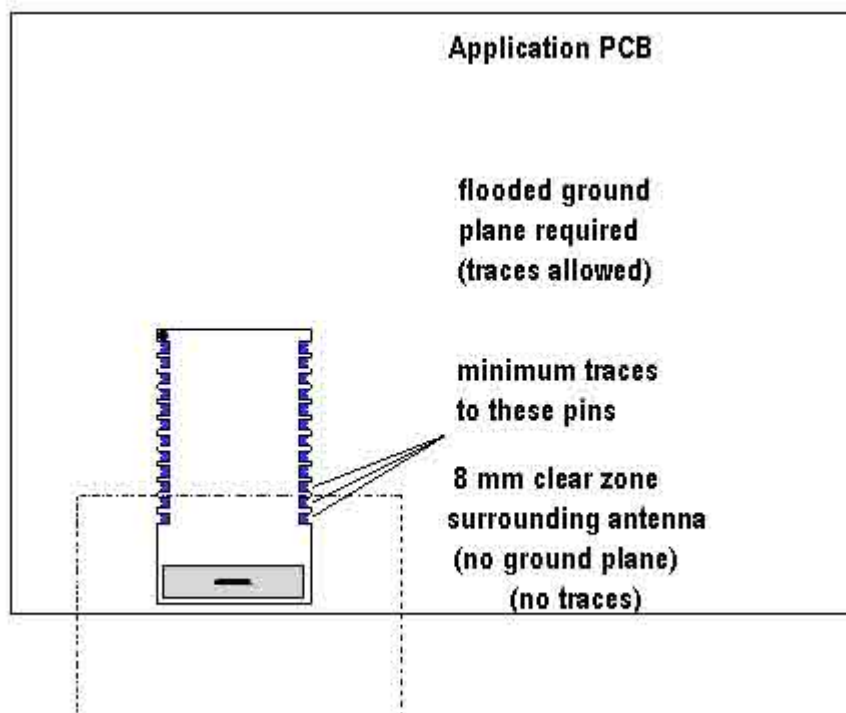 Application PCB
flooded ground
plane required
(traces allowed)
minimum traces
to these pins
8 mm clear zone
surrounding antenna
(no ground plane)
(no traces)